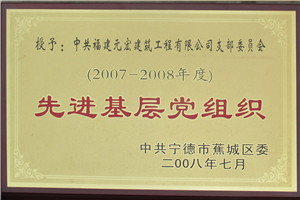 授予：中共福建元宏建筑工程有限公司支部委员会
(2007-2008年度)
先进基层党组织
中共宁德市蕉城区委
二00八年七月